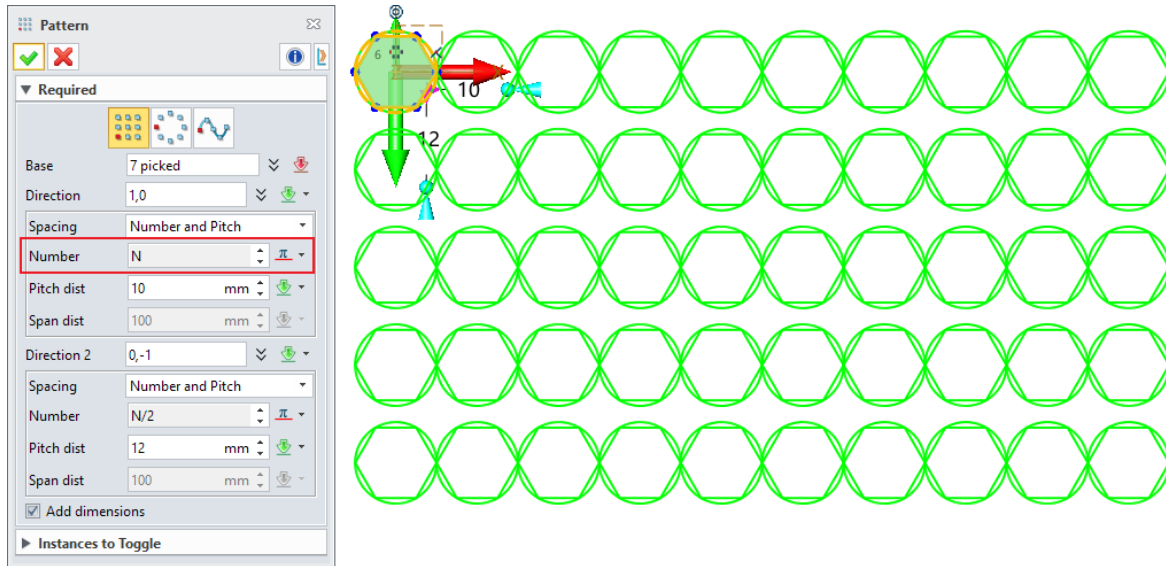 Pattern
Required
Base 7 picked
Direction 1,0
Spacing Number and Pitch
Number N π
Pitch dist 10 mm
Span dist 100 mm
Direction 2 0,-1
Spacing Number and Pitch
Number N/2 π
Pitch dist 12 mm
Span dist 100 mm
Add dimensions
Instances to Toggle
6
10
12